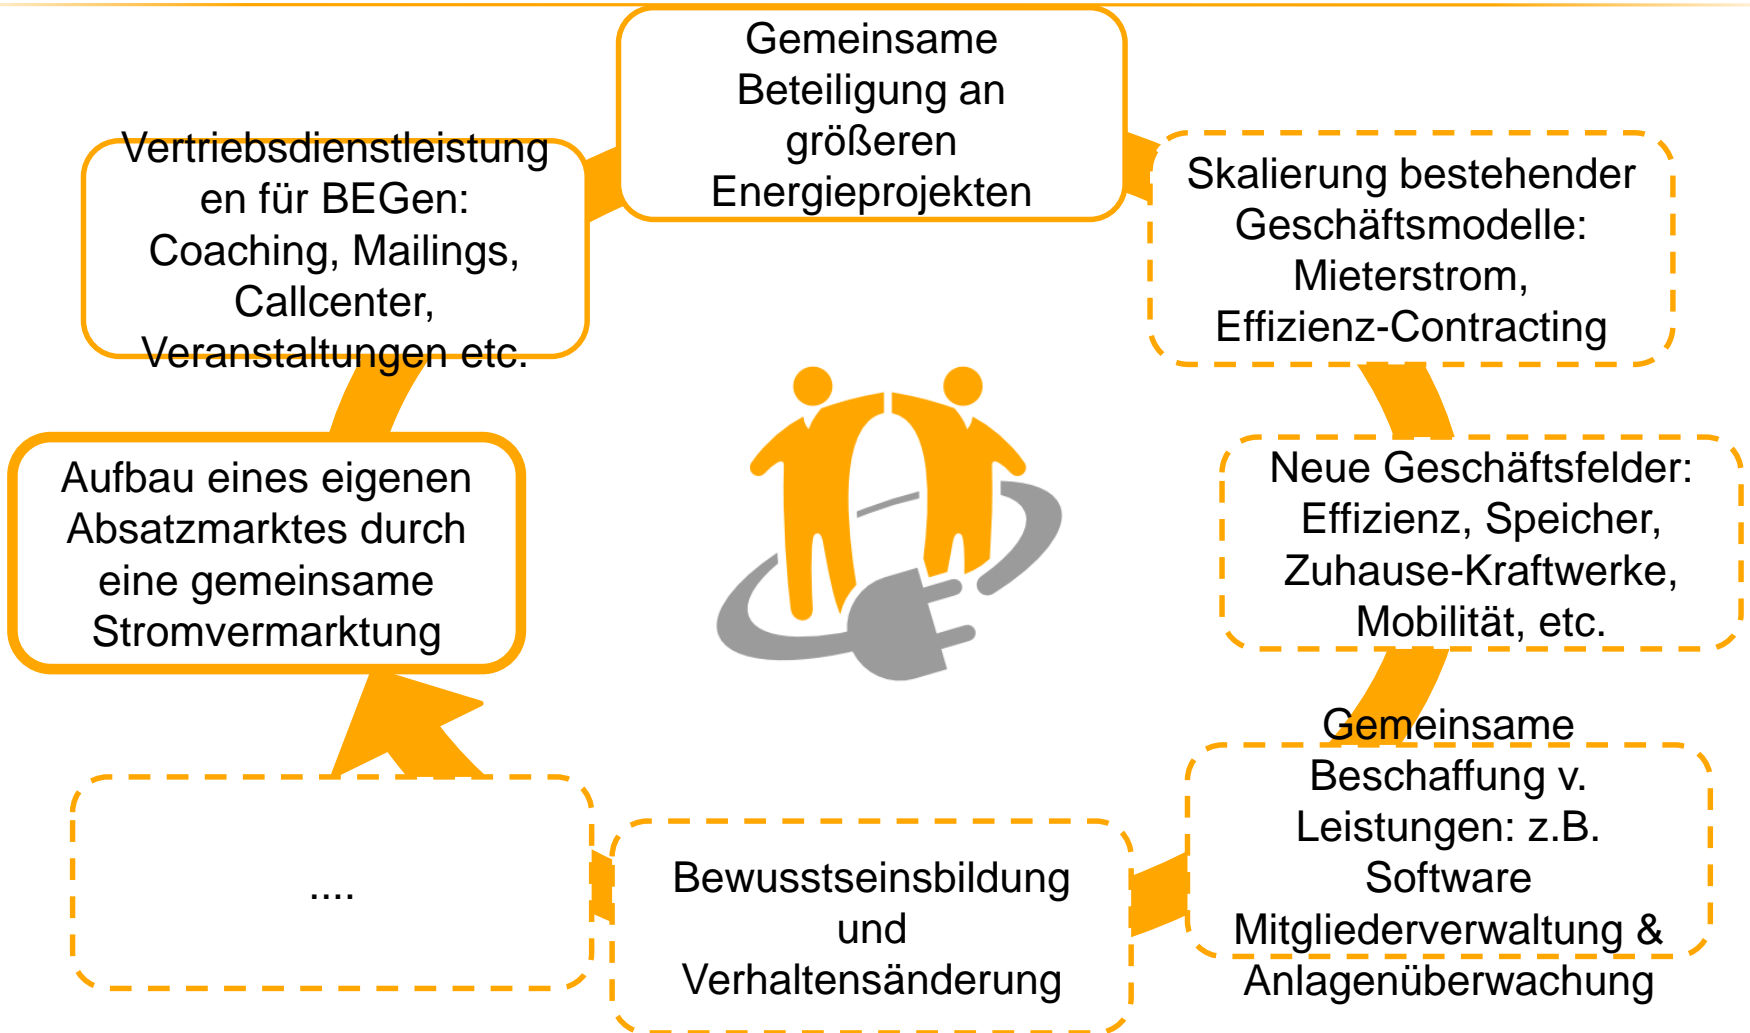 Gemeinsame
Beteiligung an
größeren
Energieprojekten
Skalierung bestehender
Geschäftsmodelle:
Mieterstrom,
Effizienz-Contracting
Neue Geschäftsfelder:
Effizienz, Speicher,
Zuhause-Kraftwerke,
Mobilität, etc.
Gemeinsame
Beschaffung v.
Leistungen: z.B.
Software
Mitgliederverwaltung &
Anlagenüberwachung
Bewusstseinsbildung
und
Verhaltensänderung
....
Aufbau eines eigenen
Absatzmarktes durch
eine gemeinsame
Stromvermarktung
Vertriebsdienstleistung
en für BEGen:
Coaching, Mailings,
Callcenter,
Veranstaltungen etc.